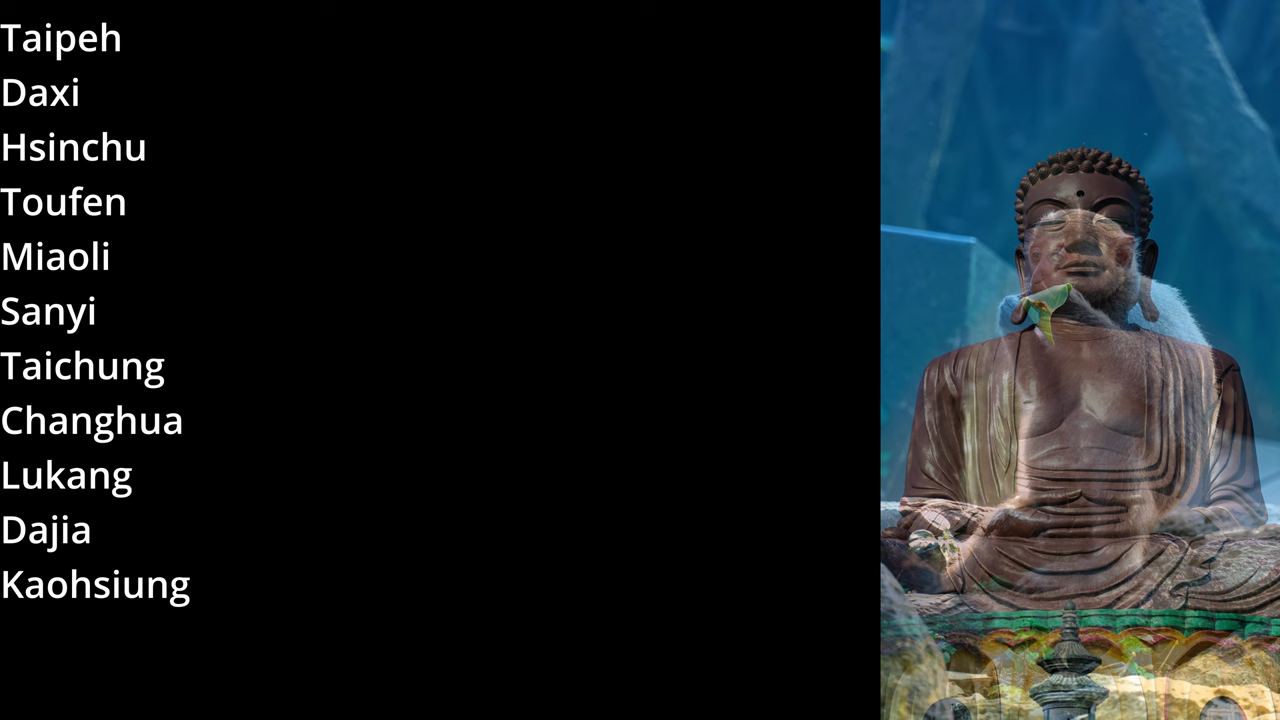 Taipeh
Daxi
Hsinchu
Toufen
Miaoli
Sanyi
Taichung
Changhua
Lukang
Dajia
Kaohsiung